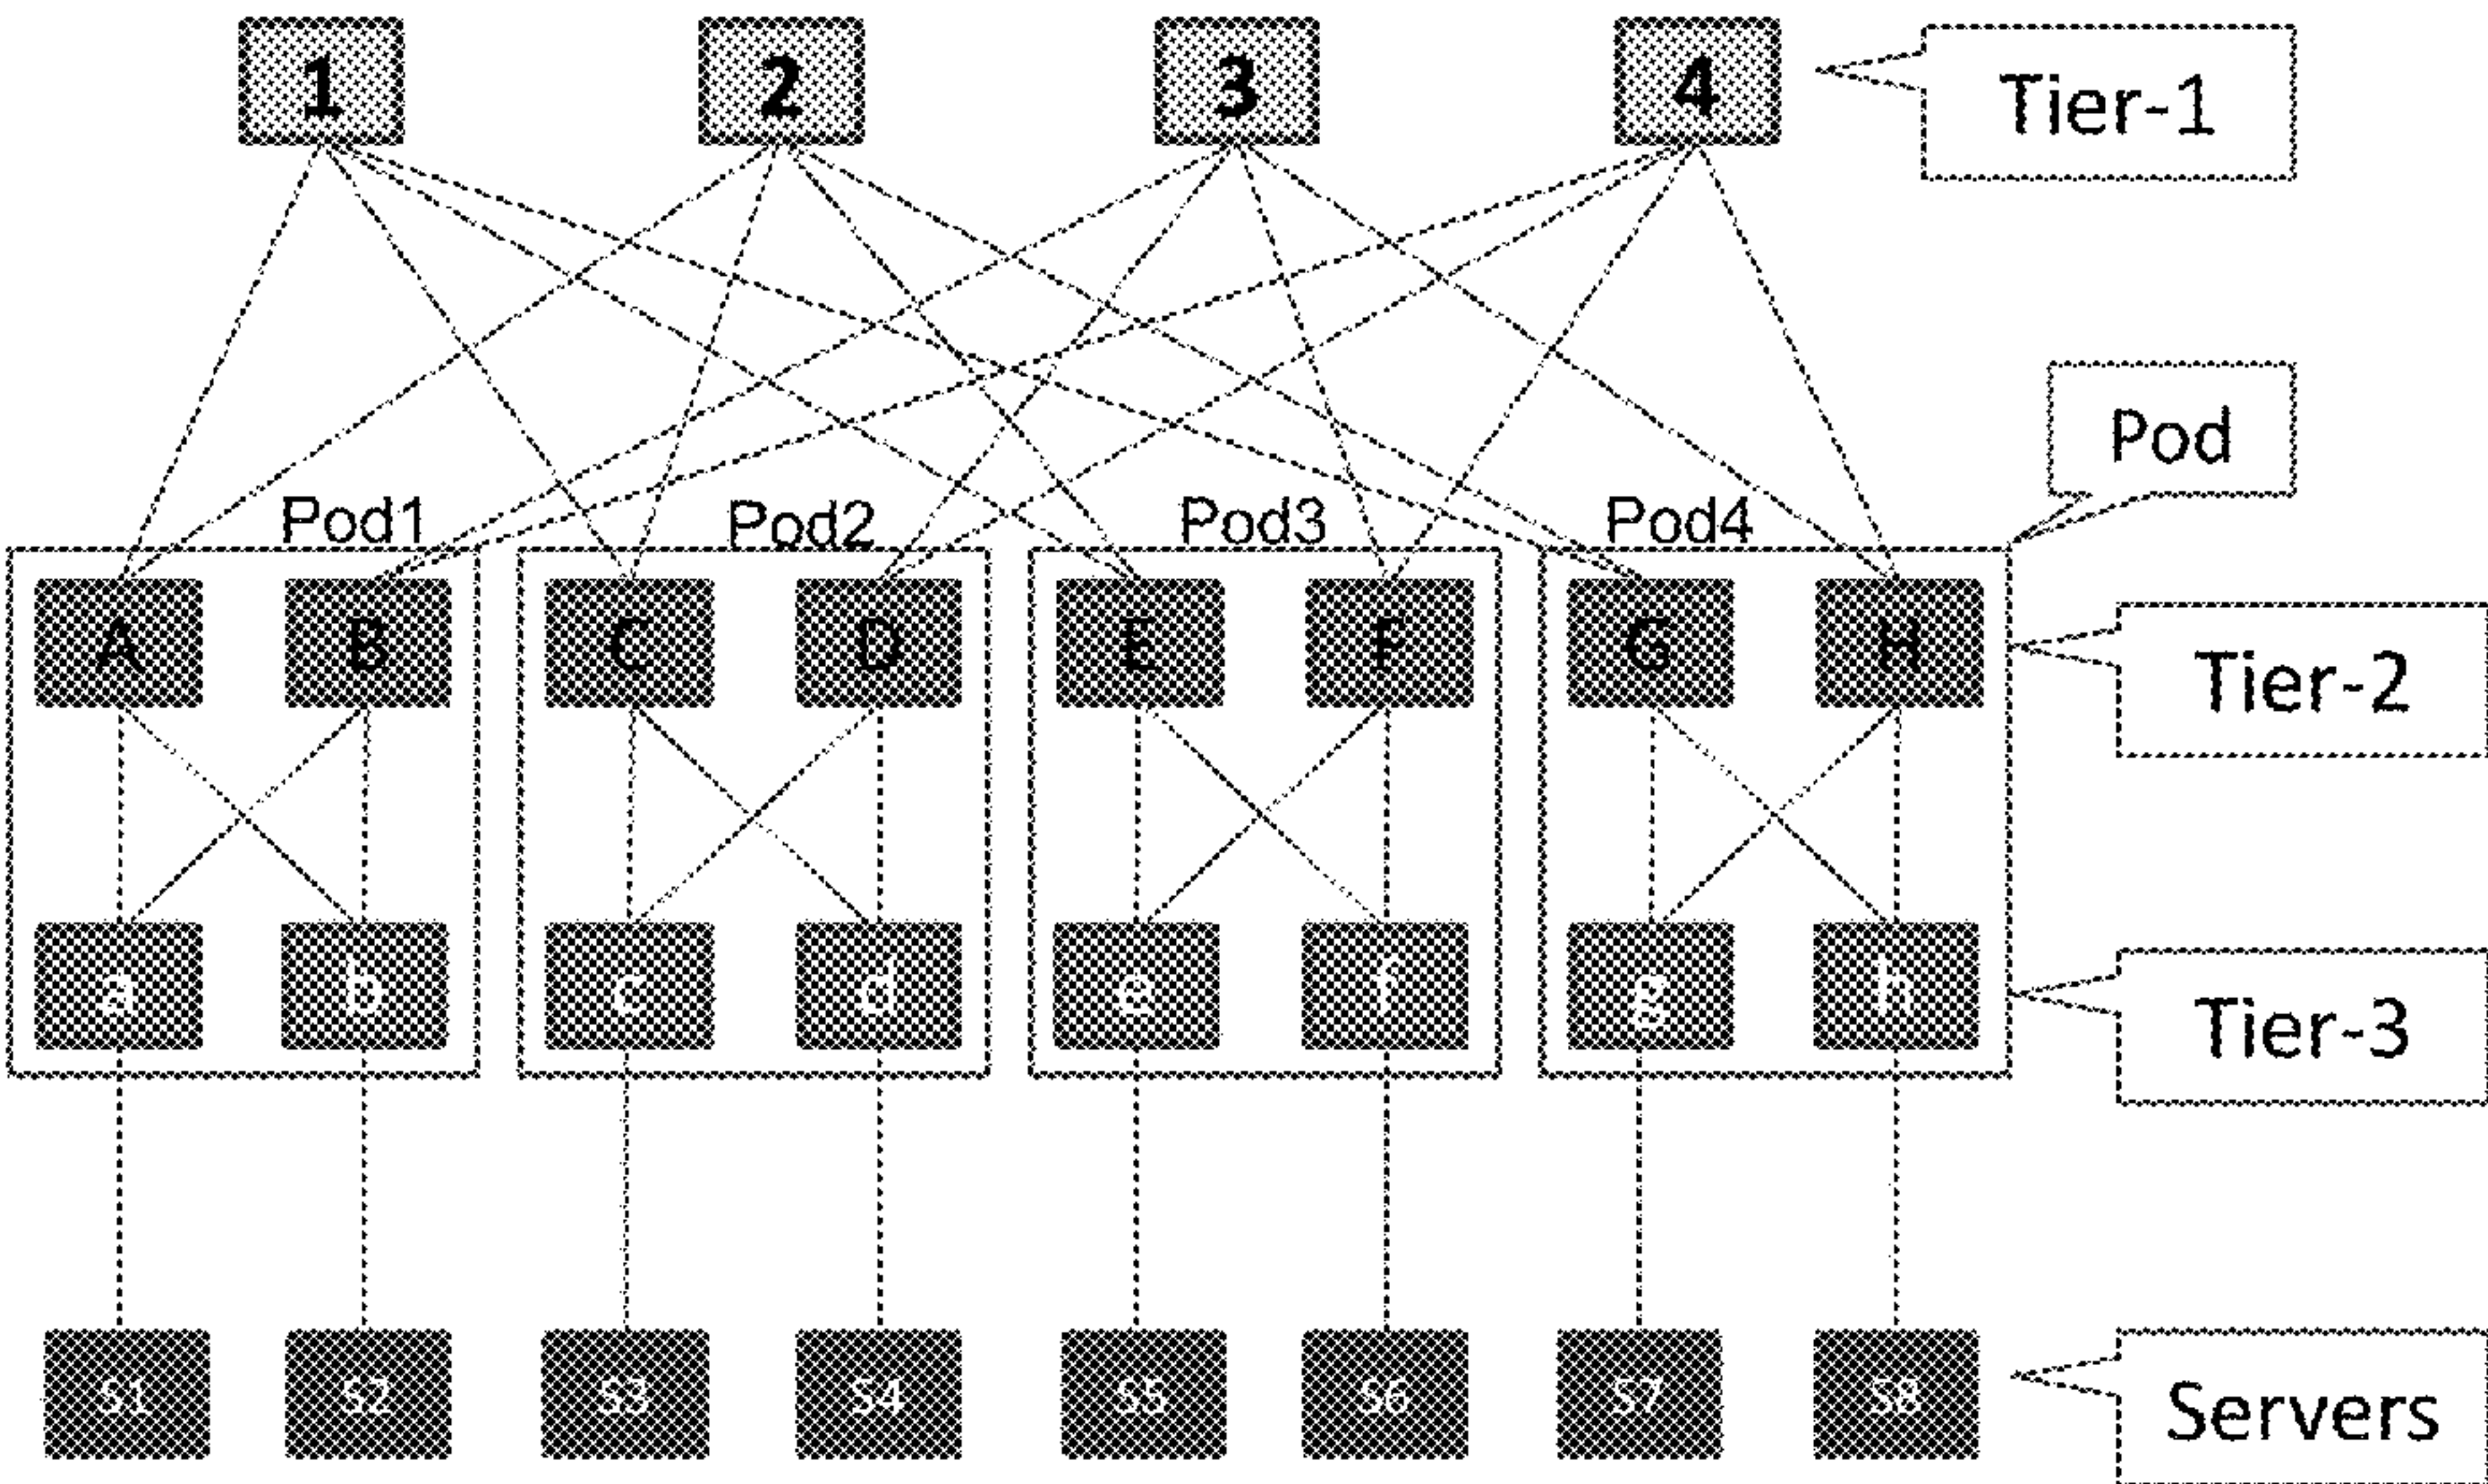 1 2 3 4 Tier-1
Pod
Pod1 Pod2 Pod3 Pod4
A B C D E F G H Tier-2
a b c d e f g h Tier-3
S1 S2 S3 S4 S5 S6 S7 S8 Servers